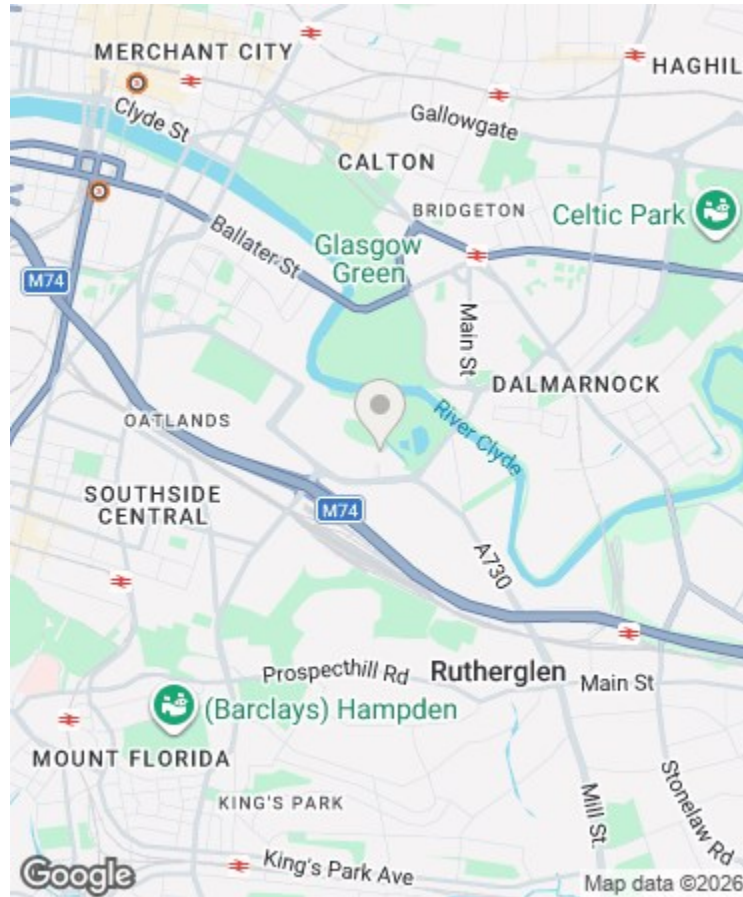 MERCHANT CITY
HAGHIL
Clyde St
Gallowgate
CALTON
BRIDGETON
Celtic Park
Ballater St
Glasgow
Green
M74
Main St
DALMARNOCK
OATLANDS
River Clyde
SOUTHSIDE
CENTRAL
M74
A730
Prospecthill Rd
Rutherglen
Main St
(Barclays) Hampden
MOUNT FLORIDA
KING'S PARK
Mill St.
Stonelaw Rd
King's Park Ave
Google
Map data ©2026